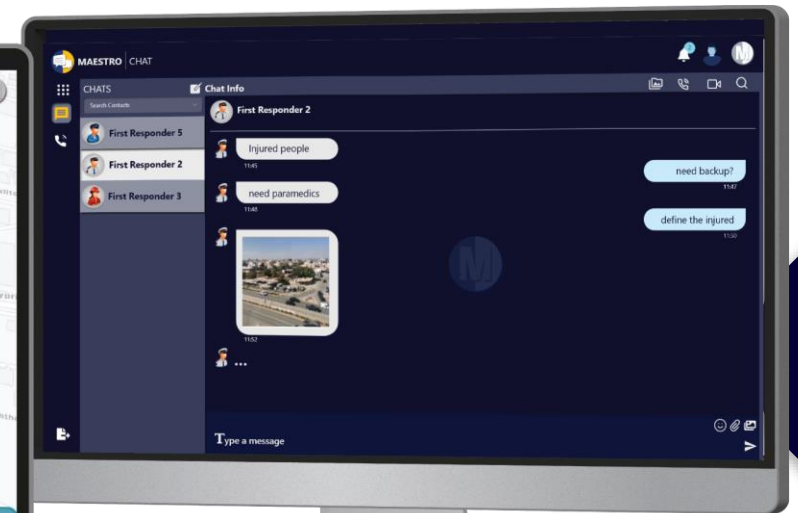 MAESTRO CHAT
CHATS
Chat Info
Search Contacts
First Responder 2
First Responder 5
First Responder 2
First Responder 3
Injured people
11:45
need backup?
11:47
need paramedics
11:48
define the injured
11:50
11:52
...
Type a message
M
M